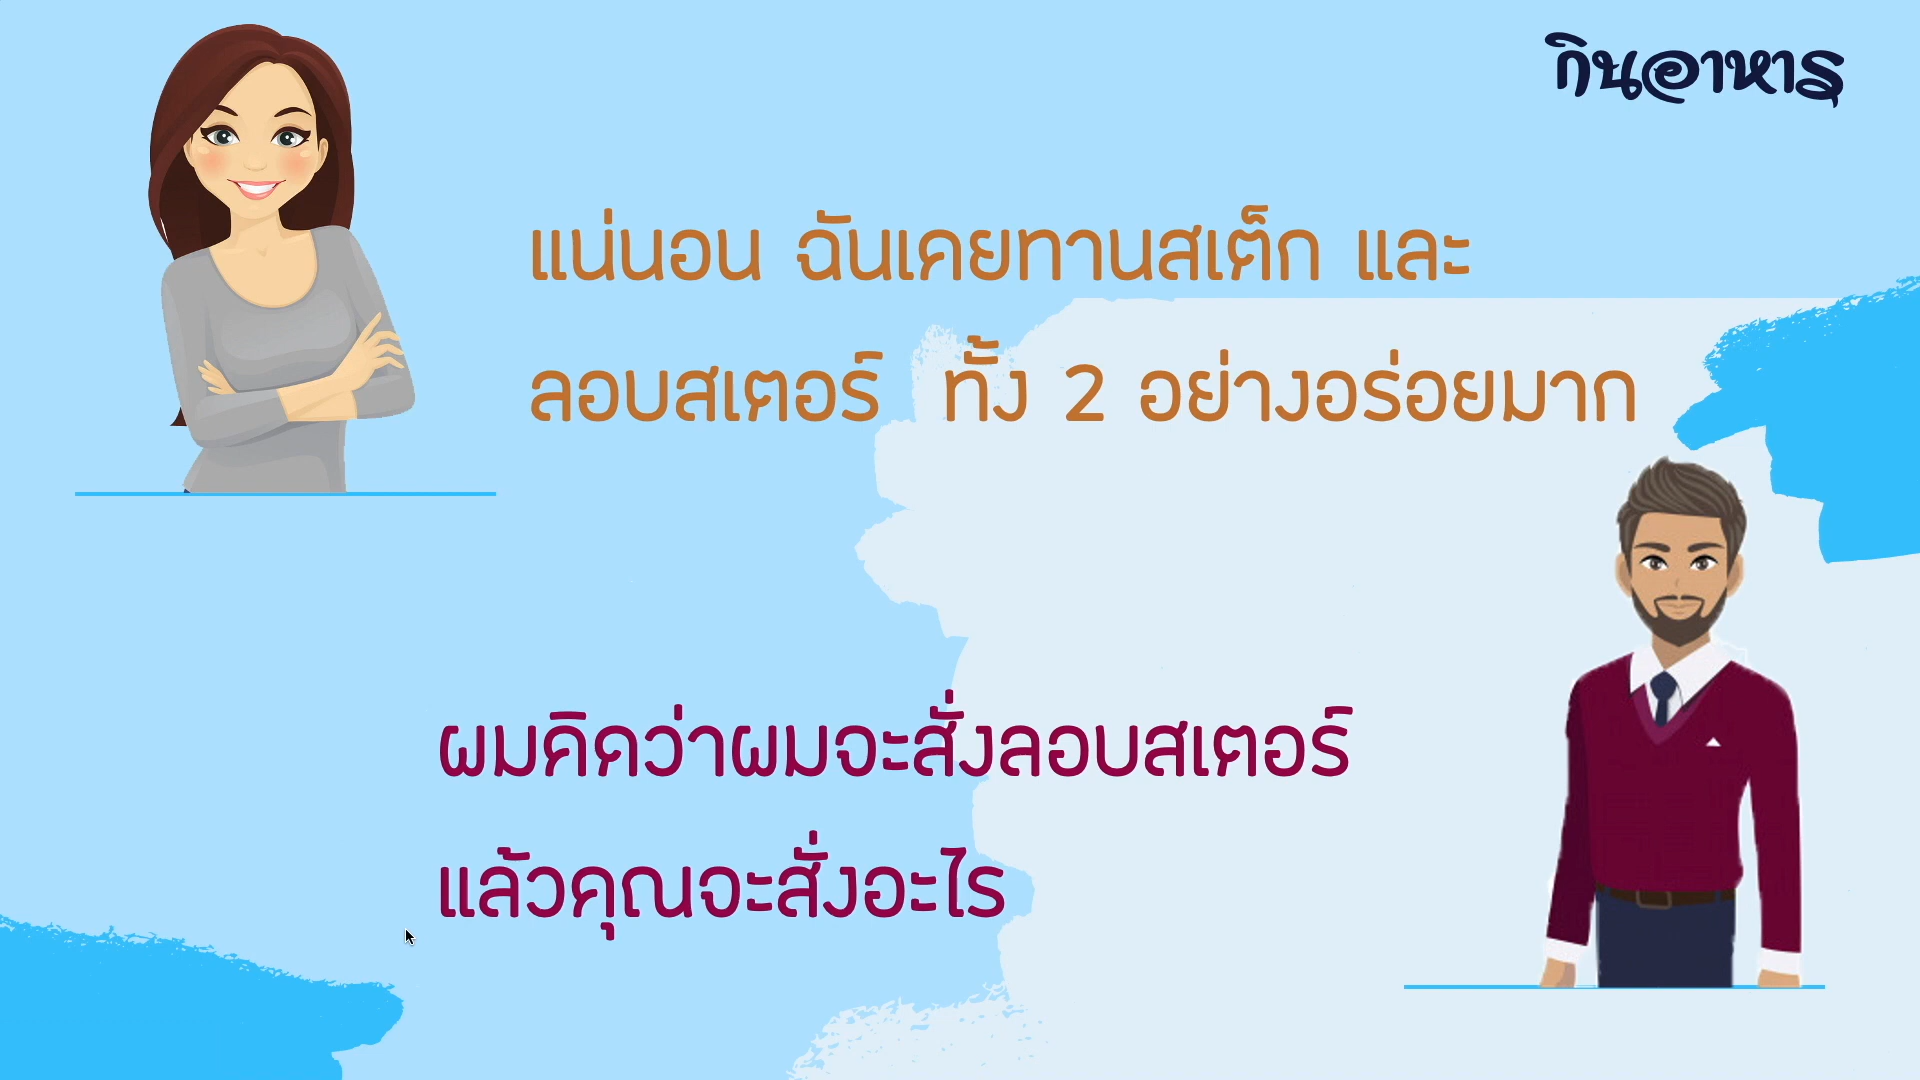 กินอาหาร
แน่นอน ฉันเคยทานสเต็ก และ
ลอบสเตอร์ ทั้ง 2 อย่างอร่อยมาก
ผมคิดว่าผมจะสั่งลอบสเตอร์
แล้วคุณจะสั่งอะไร